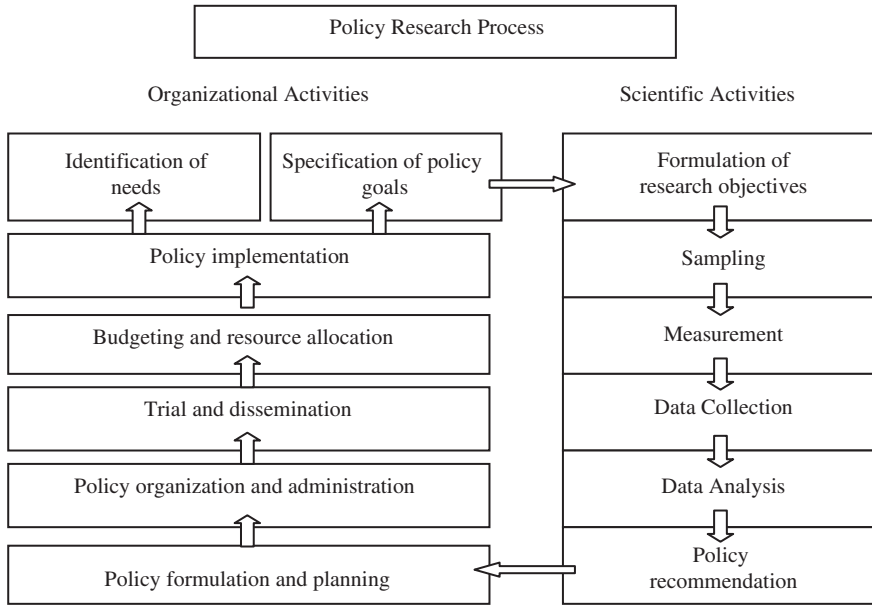 Policy Research Process
Organizational Activities
Scientific Activities
Identification of
needs
Specification of policy
goals
Formulation of
research objectives
Policy implementation
Sampling
Budgeting and resource allocation
Measurement
Trial and dissemination
Data Collection
Policy organization and administration
Data Analysis
Policy formulation and planning
Policy
recommendation